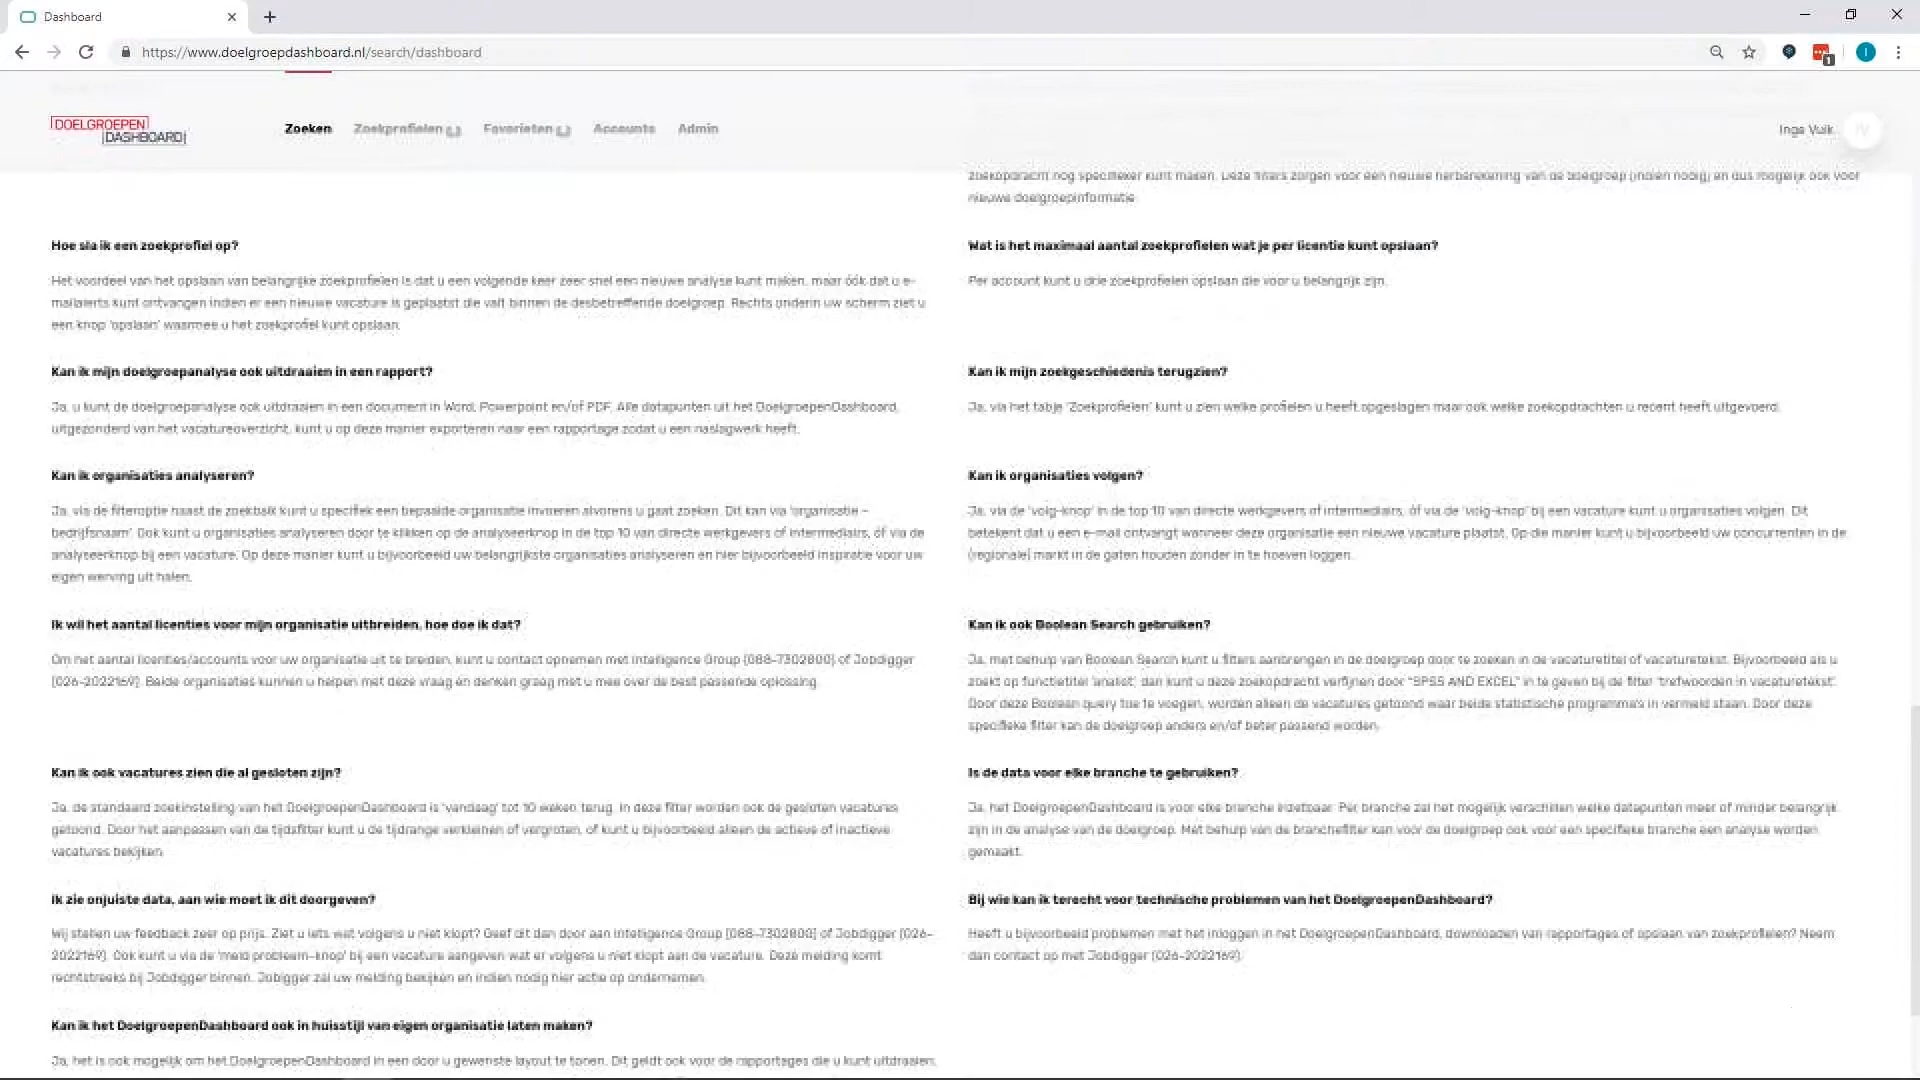 Dashboard
https://www.doelgroepdashboard.nl/search/dashboard
1
I
DOELGROEPEN
DASHBOARD
Zoeken
Zoekprofielen
Favorieten
Accounts
Admin
Inge Vuik
IV
zoekopdracht nog specifieker kunt maken. Deze filters zorgen voor een nieuwe herberekening van de doelgroep (indien nodig) en dus mogelijk ook voor
nieuwe doelgroepinformatie.
Hoe sla ik een zoekprofiel op?
Het voordeel van het opslaan van belangrijke zoekprofielen is dat u een volgende keer zeer snel een nieuwe analyse kunt maken, maar óók dat u e-
mailalerts kunt ontvangen indien er een nieuwe vacature is geplaatst die valt binnen de desbetreffende doelgroep. Rechts onderin uw scherm ziet u
een knop 'opslaan' waarmee u het zoekprofiel kunt opslaan.
Wat is het maximaal aantal zoekprofielen wat je per licentie kunt opslaan?
Per account kunt u drie zoekprofielen opslaan die voor u belangrijk zijn.
Kan ik mijn doelgroepanalyse ook uitdraaien in een rapport?
Ja, u kunt de doelgroepanalyse ook uitdraaien in een document in Word, Powerpoint en/of PDF. Alle datapunten uit het DoelgroepenDashboard,
uitgezonderd van het vacatureoverzicht, kunt u op deze manier exporteren naar een rapportage zodat u een naslagwerk heeft.
Kan ik mijn zoekgeschiedenis terugzien?
Ja, via het tabje 'Zoekprofielen' kunt u zien welke profielen u heeft opgeslagen maar ook welke zoekopdrachten u recent heeft uitgevoerd.
Kan ik organisaties analyseren?
Ja, via de filteroptie naast de zoekbalk kunt u specifiek een bepaalde organisatie invoeren alvorens u gaat zoeken. Dit kan via 'organisatie –
bedrijfsnaam'. Ook kunt u organisaties analyseren door te klikken op de analyseerknop in de top 10 van directe werkgevers of intermediairs, óf via de
analyseerknop bij een vacature. Op deze manier kunt u bijvoorbeeld uw belangrijkste organisaties analyseren en hier bijvoorbeeld inspiratie voor uw
eigen werving uit halen.
Kan ik organisaties volgen?
Ja, via de 'volg-knop' in de top 10 van directe werkgevers of intermediairs, óf via de 'volg-knop' bij een vacature kunt u organisaties volgen. Dit
betekent dat u een e-mail ontvangt wanneer deze organisatie een nieuwe vacature plaatst. Op die manier kunt u bijvoorbeeld uw concurrenten in de
(regionale) markt in de gaten houden zonder in te hoeven loggen.
Ik wil het aantal licenties voor mijn organisatie uitbreiden, hoe doe ik dat?
Om het aantal licenties/accounts voor uw organisatie uit te breiden, kunt u contact opnemen met Intelligence Group (088-7302800) of Jobdigger
(026-2022169). Beide organisaties kunnen u helpen met deze vraag en denken graag met u mee over de best passende oplossing.
Kan ik ook Boolean Search gebruiken?
Ja, met behulp van Boolean Search kunt u filters aanbrengen in de doelgroep door te zoeken in de vacaturetitel of vacaturetekst. Bijvoorbeeld als u
zoekt op functietitel 'analist', dan kunt u deze zoekopdracht verfijnen door "SPSS AND EXCEL" in te geven bij de filter 'trefwoorden in vacaturetekst'.
Door deze Boolean query toe te voegen, worden alleen de vacatures getoond waar beide statistische programma's in vermeld staan. Door deze
specifieke filter kan de doelgroep anders en/of beter passend worden.
Kan ik ook vacatures zien die al gesloten zijn?
Ja, de standaard zoekinstelling van het DoelgroepenDashboard is 'vandaag' tot 10 weken terug. In deze filter worden ook de gesloten vacatures
getoond. Door het aanpassen van de tijdsfilter kunt u de tijdrange verkleinen of vergroten, of kunt u bijvoorbeeld alleen de actieve of inactieve
vacatures bekijken.
Is de data voor elke branche te gebruiken?
Ja, het DoelgroepenDashboard is voor elke branche inzetbaar. Per branche zal het mogelijk verschillen welke datapunten meer of minder belangrijk
zijn in de analyse van de doelgroep. Met behulp van de branchefilter kan voor de doelgroep ook voor een specifieke branche een analyse worden
gemaakt.
Ik zie onjuiste data, aan wie moet ik dit doorgeven?
Wij stellen uw feedback zeer op prijs. Ziet u iets wat volgens u niet klopt? Geef dit dan door aan Intelligence Group (088-7302800) of Jobdigger (026-
2022169). Ook kunt u via de 'meld probleem-knop' bij een vacature aangeven wat er volgens u niet klopt aan de vacature. Deze melding komt
rechtstreeks bij Jobdigger binnen. Jobigger zal uw melding bekijken en indien nodig hier actie op ondernemen.
Bij wie kan ik terecht voor technische problemen van het DoelgroepenDashboard?
Heeft u bijvoorbeeld problemen met het inloggen in het DoelgroepenDashboard, downloaden van rapportages of opslaan van zoekprofielen? Neem
dan contact op met Jobdigger (026-2022169).
Kan ik het DoelgroepenDashboard ook in huisstijl van eigen organisatie laten maken?
Ja, het is ook mogelijk om het DoelgroepenDashboard in een door u gewenste layout te tonen. Dit geldt ook voor de rapportages die u kunt uitdraaien.